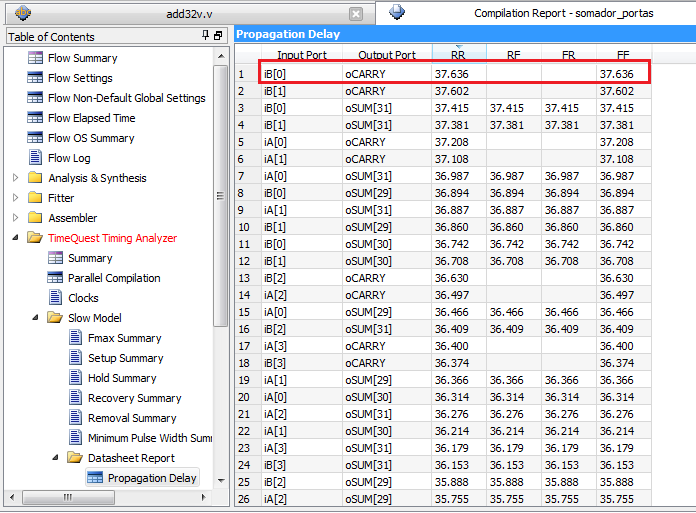 add32v.v
Compilation Report - somador_portas
Table of Contents
Flow Summary
Flow Settings
Flow Non-Default Global Settings
Flow Elapsed Time
Flow OS Summary
Flow Log
Analysis & Synthesis
Fitter
Assembler
TimeQuest Timing Analyzer
Summary
Parallel Compilation
Clocks
Slow Model
Fmax Summary
Setup Summary
Hold Summary
Recovery Summary
Removal Summary
Minimum Pulse Width Sum
Datasheet Report
Propagation Delay
Propagation Delay
Input Port Output Port RR RF FR FF
1 iB[0] oCARRY 37.636 37.636
2 iB[1] oCARRY 37.602 37.602
3 iB[0] oSUM[31] 37.415 37.415 37.415 37.415
4 iB[1] oSUM[31] 37.381 37.381 37.381 37.381
5 iA[0] oCARRY 37.208 37.208
6 iA[1] oCARRY 37.108 37.108
7 iA[0] oSUM[31] 36.987 36.987 36.987 36.987
8 iB[0] oSUM[29] 36.894 36.894 36.894 36.894
9 iA[1] oSUM[31] 36.887 36.887 36.887 36.887
10 iB[1] oSUM[29] 36.860 36.860 36.860 36.860
11 iB[0] oSUM[30] 36.742 36.742 36.742 36.742
12 iB[1] oSUM[30] 36.708 36.708 36.708 36.708
13 iB[2] oCARRY 36.630 36.630
14 iA[2] oCARRY 36.497 36.497
15 iA[0] oSUM[29] 36.466 36.466 36.466 36.466
16 iB[2] oSUM[31] 36.409 36.409 36.409 36.409
17 iA[3] oCARRY 36.400 36.400
18 iB[3] oCARRY 36.374 36.374
19 iA[1] oSUM[29] 36.366 36.366 36.366 36.366
20 iA[0] oSUM[30] 36.314 36.314 36.314 36.314
21 iA[2] oSUM[31] 36.276 36.276 36.276 36.276
22 iA[1] oSUM[30] 36.214 36.214 36.214 36.214
23 iA[3] oSUM[31] 36.179 36.179 36.179 36.179
24 iB[3] oSUM[31] 36.153 36.153 36.153 36.153
25 iB[2] oSUM[29] 35.888 35.888 35.888 35.888
26 iA[2] oSUM[29] 35.755 35.755 35.755 35.755